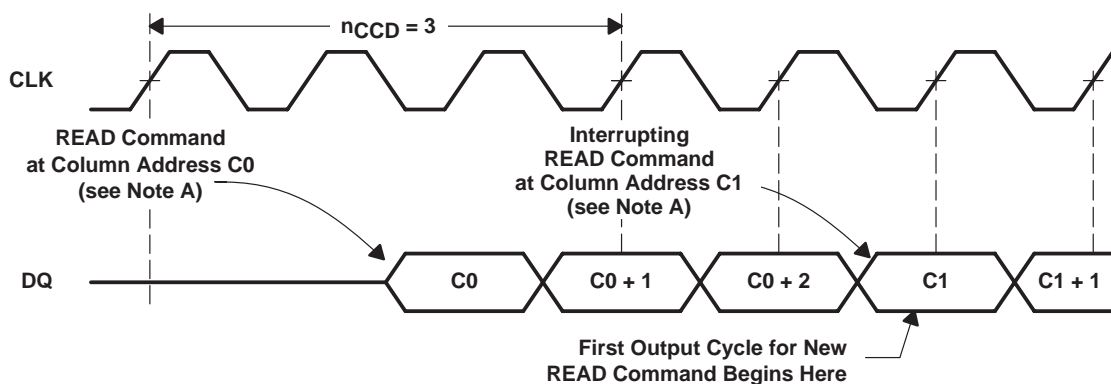 nCCD = 3
CLK
READ Command
at Column Address C0
(see Note A)
Interrupting
READ Command
at Column Address C1
(see Note A)
DQ
C0
C0 + 1
C0 + 2
C1
C1 + 1
First Output Cycle for New
READ Command Begins Here